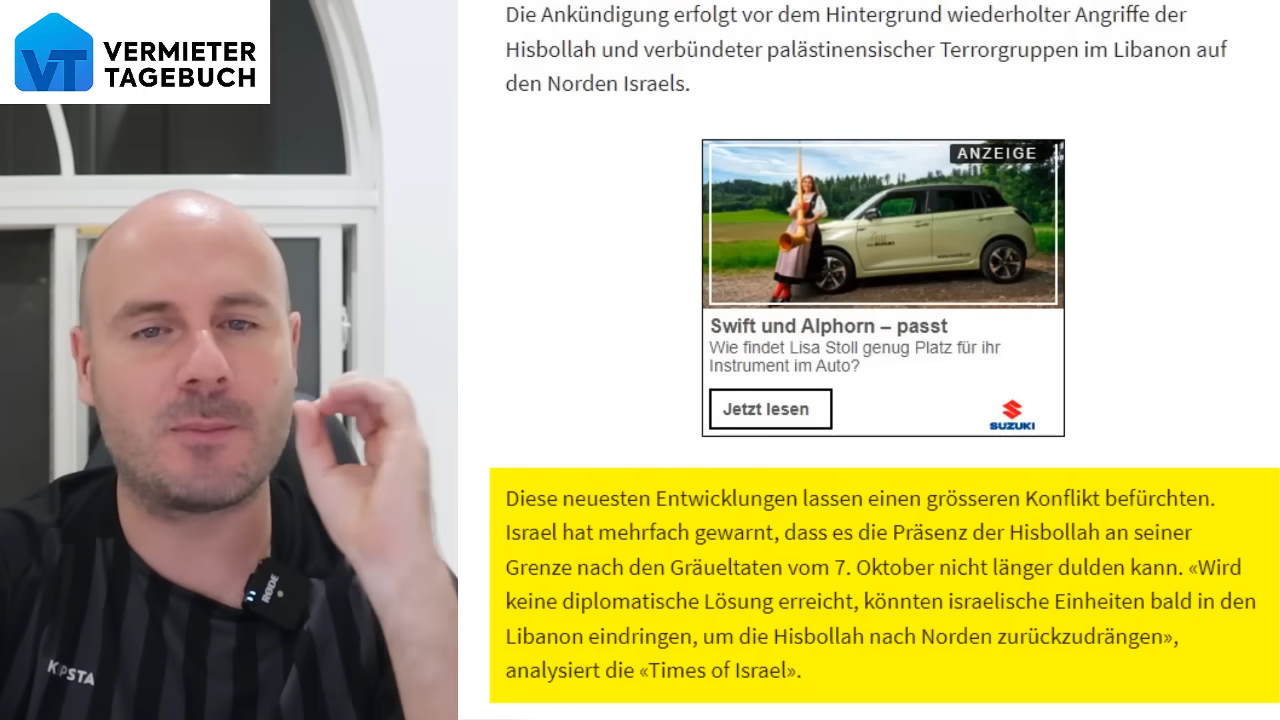 VERMIETER
TAGEBUCH
VT
RØDE
KIPSTA
Die Ankündigung erfolgt vor dem Hintergrund wiederholter Angriffe der
Hisbollah und verbündeter palästinensischer Terrorgruppen im Libanon auf
den Norden Israels.
ANZEIGE
Swift und Alphorn – passt
Wie findet Lisa Stoll genug Platz für ihr
Instrument im Auto?
Jetzt lesen
SUZUKI
Diese neuesten Entwicklungen lassen einen grösseren Konflikt befürchten.
Israel hat mehrfach gewarnt, dass es die Präsenz der Hisbollah an seiner
Grenze nach den Gräueltaten vom 7. Oktober nicht länger dulden kann. «Wird
keine diplomatische Lösung erreicht, könnten israelische Einheiten bald in den
Libanon eindringen, um die Hisbollah nach Norden zurückzudrängen»,
analysiert die «Times of Israel».